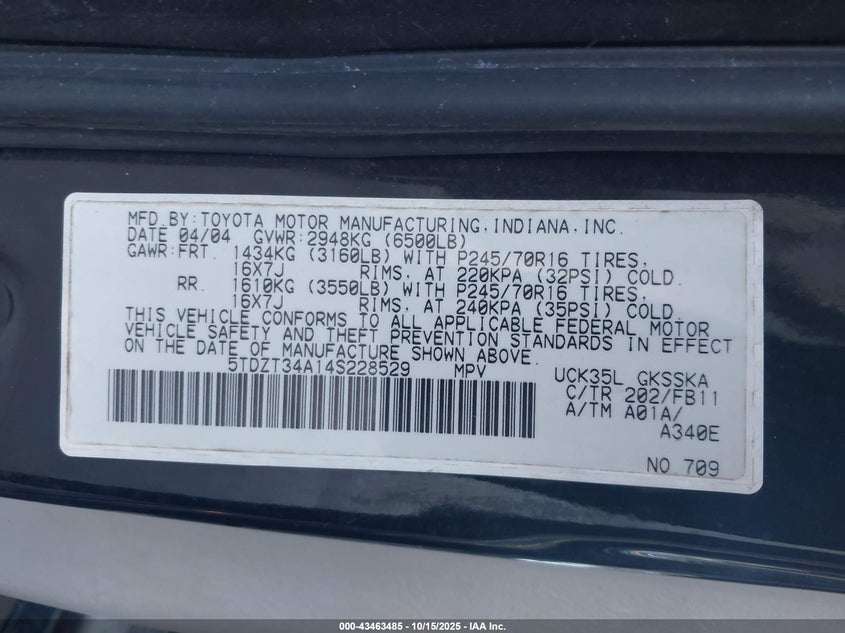 MFD. BY: TOYOTA MOTOR MANUFACTURING, INDIANA, INC.
DATE 04/04 GVWR: 2948KG (6500LB)
GAWR: FRT. 1434KG (3160LB) WITH P245/70R16 TIRES,
16X7J RIMS, AT 220KPA (32PSI) COLD.
RR. 1610KG (3550LB) WITH P245/70R16 TIRES,
16X7J RIMS, AT 240KPA (35PSI) COLD.
THIS VEHICLE CONFORMS TO ALL APPLICABLE FEDERAL MOTOR
VEHICLE SAFETY AND THEFT PREVENTION STANDARDS IN EFFECT
ON THE DATE OF MANUFACTURE SHOWN ABOVE.
5TDZT34A14S228529 MPV
UCK35L GKSSKA
C/TR 202/FB11
A/TM A01A/
A340E
NO 709
000-43463485 - 10/15/2025 - IAA Inc.